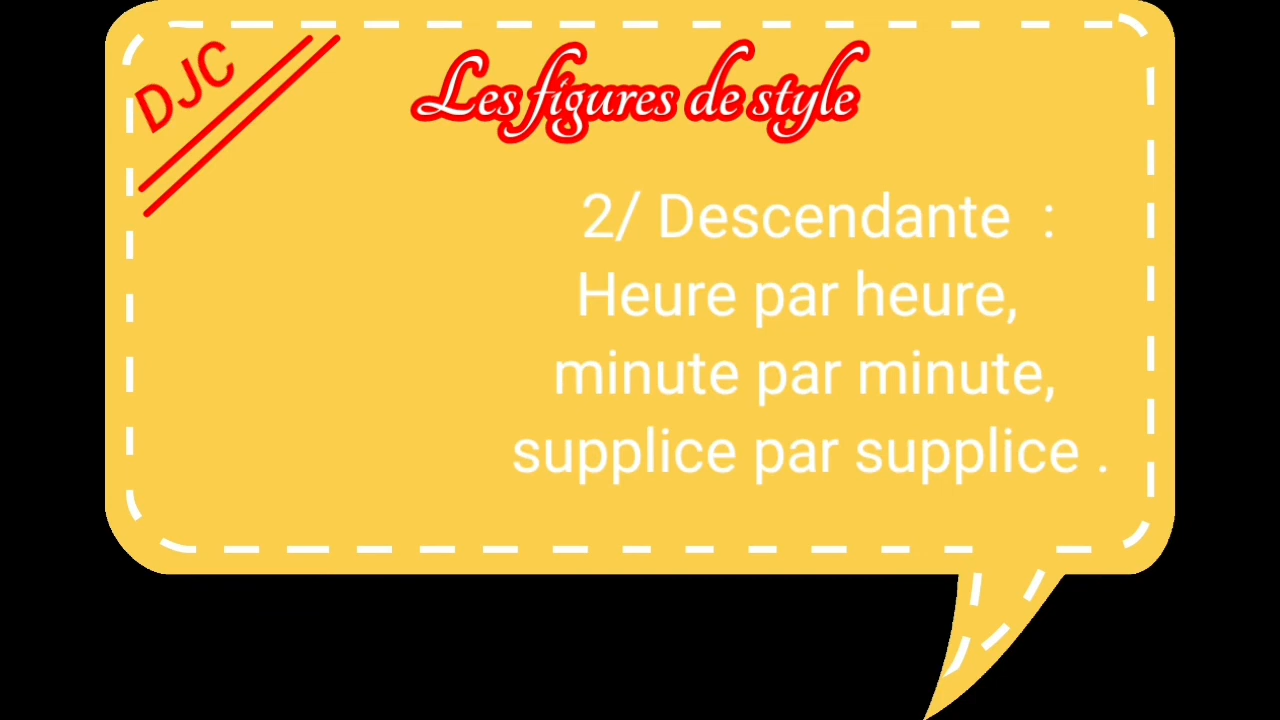 DJC
Les figures de style
2/ Descendante :
Heure par heure,
minute par minute,
supplice par supplice .